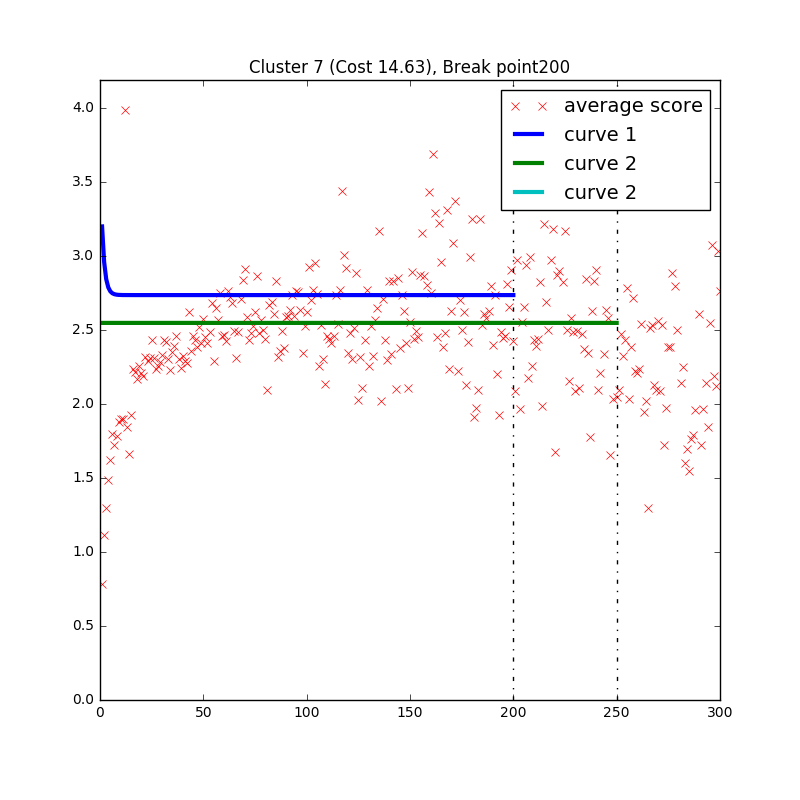 Cluster 7 (Cost 14.63), Break point200
average score
curve 1
curve 2
curve 2
4.0
3.5
3.0
2.5
2.0
1.5
1.0
0.5
0.0
0 50 100 150 200 250 300